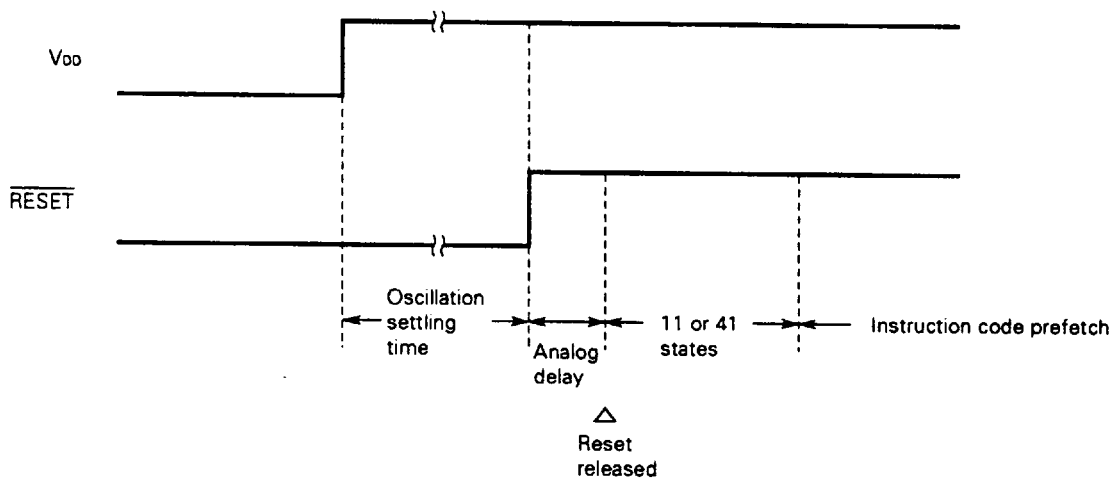 VDD
RESET
Oscillation
settling
time
Analog
delay
11 or 41
states
Instruction code prefetch
Reset
released